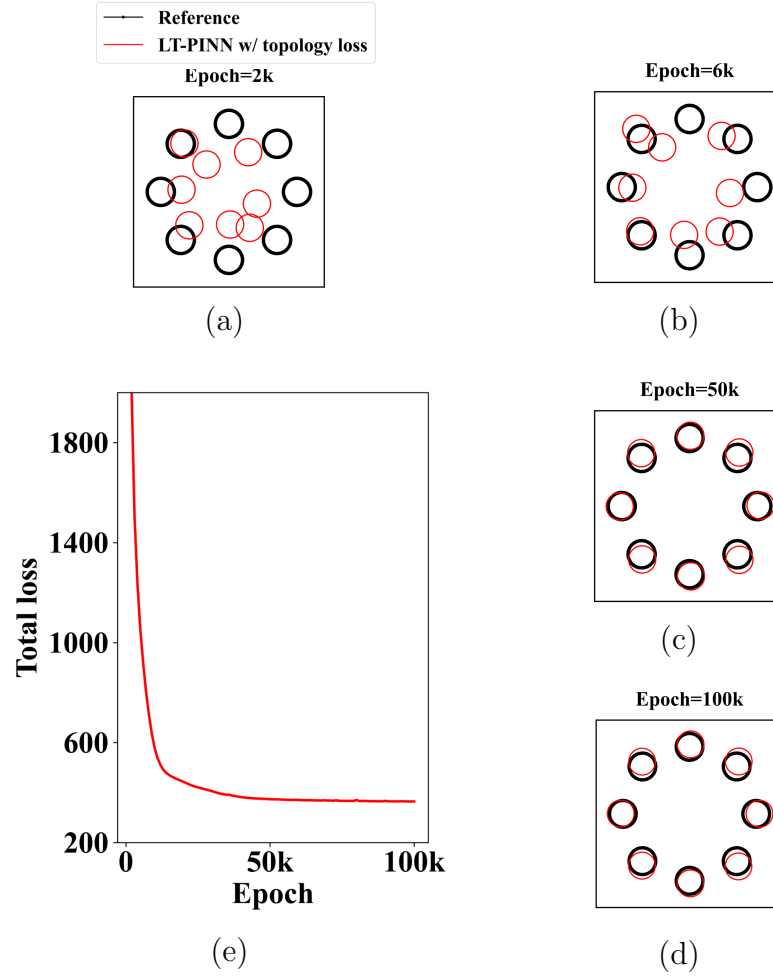 Reference
LT-PINN w/ topology loss
Epoch=2k
Epoch=6k
(a)
(b)
Epoch=50k
(c)
Epoch=100k
(d)
1800
1400
1000
600
200
Total loss
0
50k
100k
Epoch
(e)